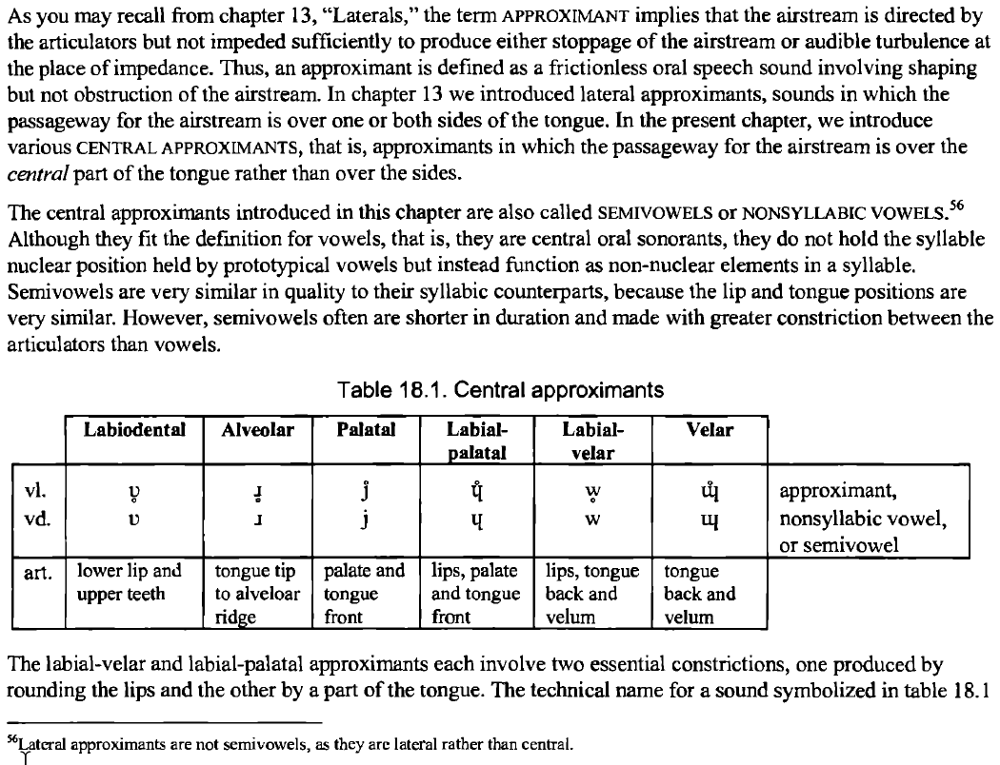 As you may recall from chapter 13, “Laterals,” the term APPROXIMANT implies that the airstream is directed by
the articulators but not impeded sufficiently to produce either stoppage of the airstream or audible turbulence at
the place of impedance. Thus, an approximant is defined as a frictionless oral speech sound involving shaping
but not obstruction of the airstream. In chapter 13 we introduced lateral approximants, sounds in which the
passageway for the airstream is over one or both sides of the tongue. In the present chapter, we introduce
various CENTRAL APPROXIMANTS, that is, approximants in which the passageway for the airstream is over the
central part of the tongue rather than over the sides.
The central approximants introduced in this chapter are also called SEMIVOWELS or NONSYLLABIC VOWELS.⁵⁶
Although they fit the definition for vowels, that is, they are central oral sonorants, they do not hold the syllable
nuclear position held by prototypical vowels but instead function as non-nuclear elements in a syllable.
Semivowels are very similar in quality to their syllabic counterparts, because the lip and tongue positions are
very similar. However, semivowels often are shorter in duration and made with greater constriction between the
articulators than vowels.
Table 18.1. Central approximants
Labiodental Alveolar Palatal Labial- Labial- Velar
palatal velar
vl. ʋ̥ ɹ̥ j̊ ɥ̊ w̥ ɰ̊ approximant,
vd. ʋ ɹ j ɥ w ɰ nonsyllabic vowel,
or semivowel
art. lower lip and tongue tip palate and lips, palate lips, tongue tongue
upper teeth to alveloar tongue and tongue back and back and
ridge front front velum velum
The labial-velar and labial-palatal approximants each involve two essential constrictions, one produced by
rounding the lips and the other by a part of the tongue. The technical name for a sound symbolized in table 18.1
⁵⁶Lateral approximants are not semivowels, as they are lateral rather than central.